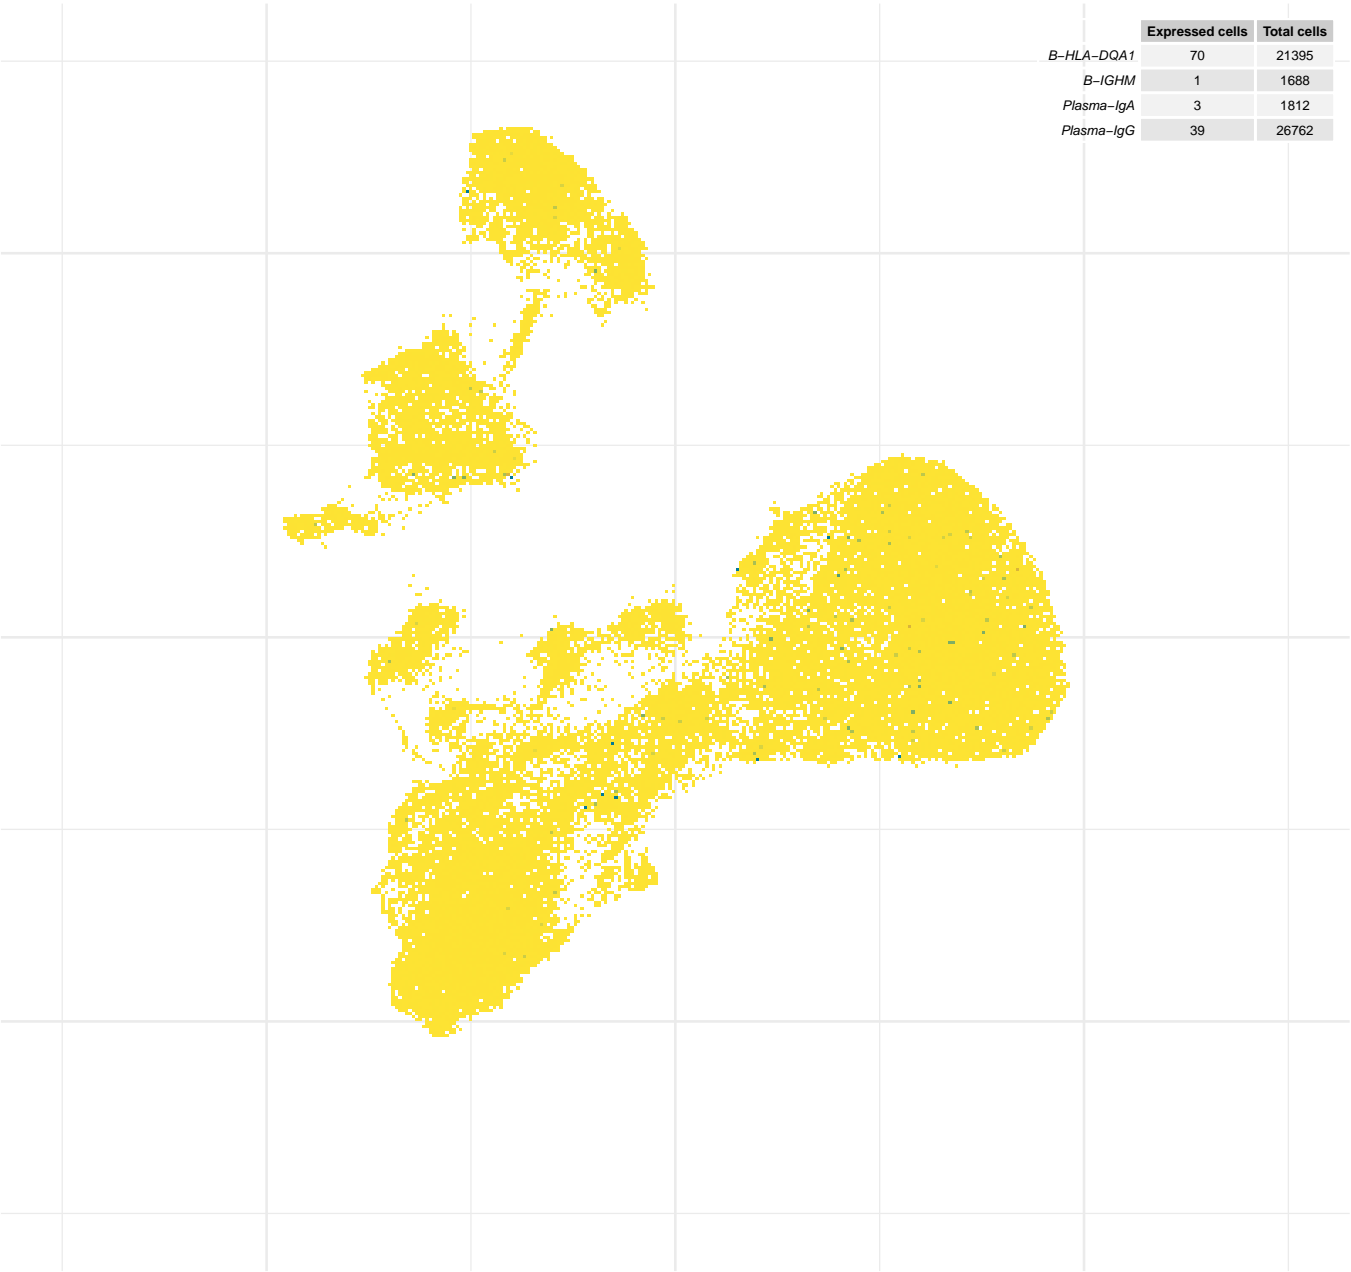 Expressed cells Total cells
B−HLA−DQA1 70 21395
B−IGHM 1 1688
Plasma−IgA 3 1812
Plasma−IgG 39 26762